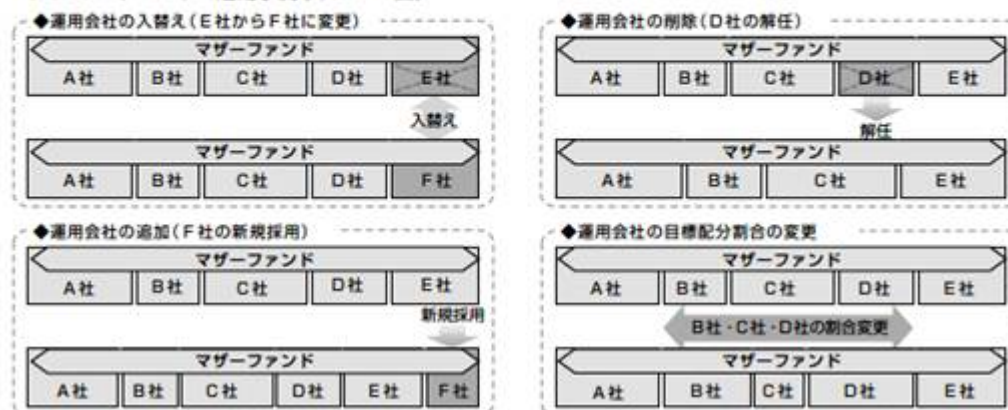 ◆運用会社の入替え(E社からF社に変更)
マザーファンド
A社 B社 C社 D社 E社
入替え
マザーファンド
A社 B社 C社 D社 F社
◆運用会社の削除(D社の解任)
マザーファンド
A社 B社 C社 D社 E社
解任
マザーファンド
A社 B社 C社 E社
◆運用会社の追加(F社の新規採用)
マザーファンド
A社 B社 C社 D社 E社
新規採用
マザーファンド
A社 B社 C社 D社 E社 F社
◆運用会社の目標配分割合の変更
マザーファンド
A社 B社 C社 D社 E社
B社・C社・D社の割合変更
マザーファンド
A社 B社 C社 D社 E社